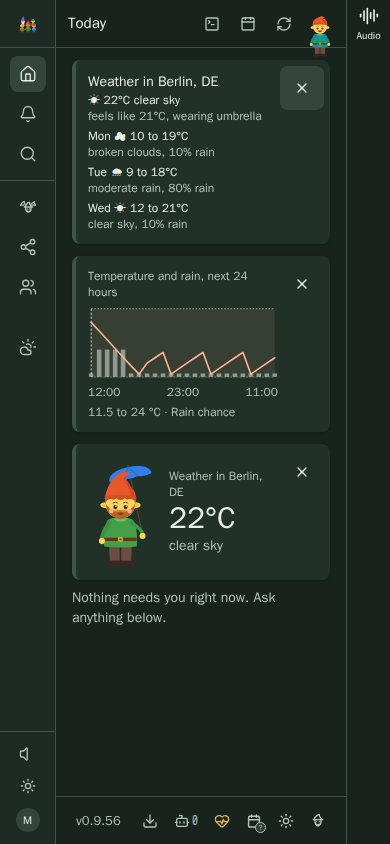 Today
Audio
Weather in Berlin, DE
22°C clear sky
feels like 21°C, wearing umbrella
Mon 10 to 19°C
broken clouds, 10% rain
Tue 9 to 18°C
moderate rain, 80% rain
Wed 12 to 21°C
clear sky, 10% rain
Temperature and rain, next 24
hours
12:00 23:00 11:00
11.5 to 24 °C · Rain chance
Weather in Berlin,
DE
22°C
clear sky
Nothing needs you right now. Ask
anything below.
M
v0.9.56
0
?